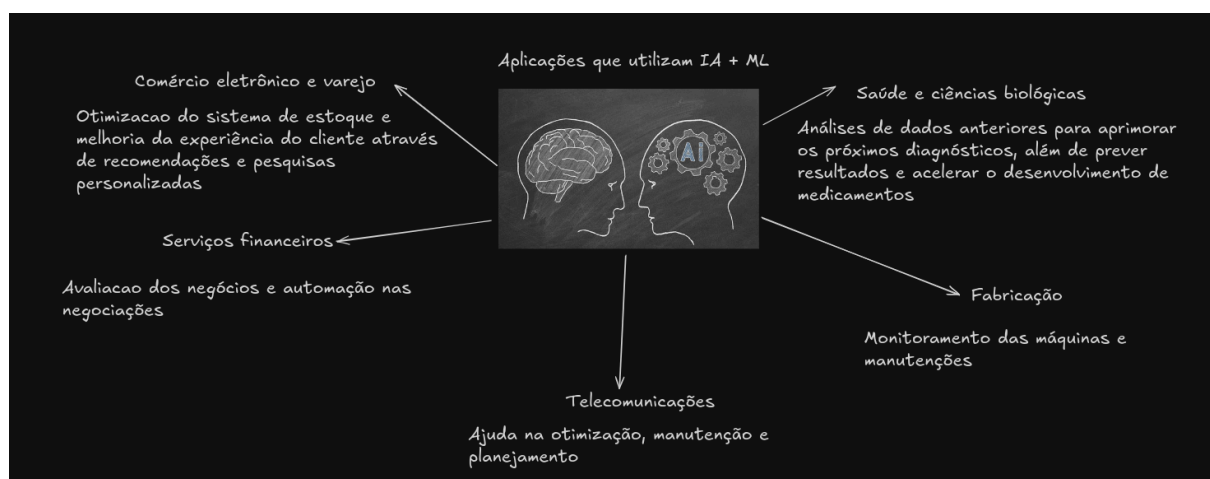 Aplicações que utilizam IA + ML
Comércio eletrônico e varejo
Otimizacao do sistema de estoque e
melhoria da experiência do cliente através
de recomendações e pesquisas
personalizadas
AI
Saúde e ciências biológicas
Análises de dados anteriores para aprimorar
os próximos diagnósticos, além de prever
resultados e acelerar o desenvolvimento de
medicamentos
Serviços financeiros
Avaliacao dos negócios e automação nas
negociações
Fabricação
Monitoramento das máquinas e
manutenções
Telecomunicações
Ajuda na otimização, manutenção e
planejamento